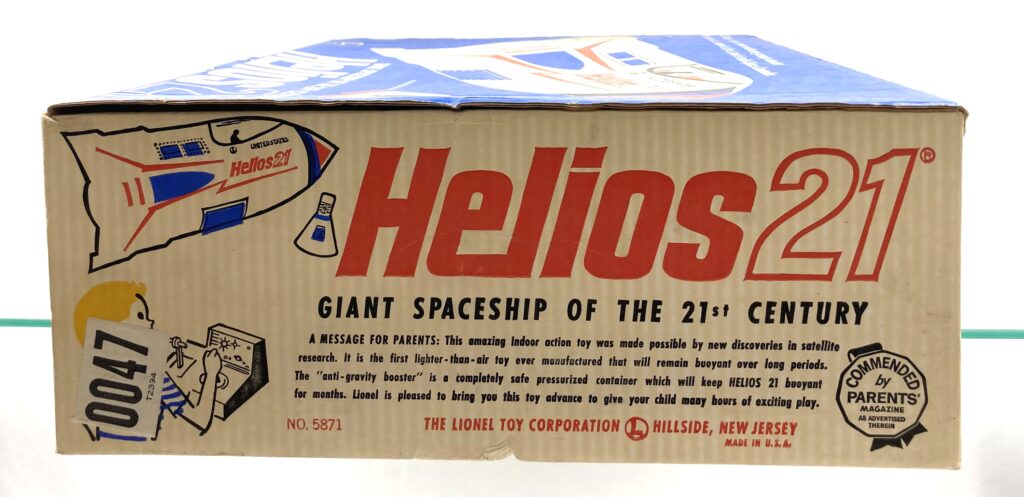 UNITED STATES
Helios 21
Helios 21®
GIANT SPACESHIP OF THE 21st CENTURY
A MESSAGE FOR PARENTS: This amazing indoor action toy was made possible by new discoveries in satellite
research. It is the first lighter-than-air toy ever manufactured that will remain buoyant over long periods.
The "anti-gravity booster" is a completely safe pressurized container which will keep HELIOS 21 buoyant
for months. Lionel is pleased to bring you this toy advance to give your child many hours of exciting play.
NO. 5871
THE LIONEL TOY CORPORATION L HILLSIDE, NEW JERSEY
MADE IN U.S.A.
COMMENDED
by
PARENTS'
MAGAZINE
AS ADVERTISED
THEREIN
0047
T2394